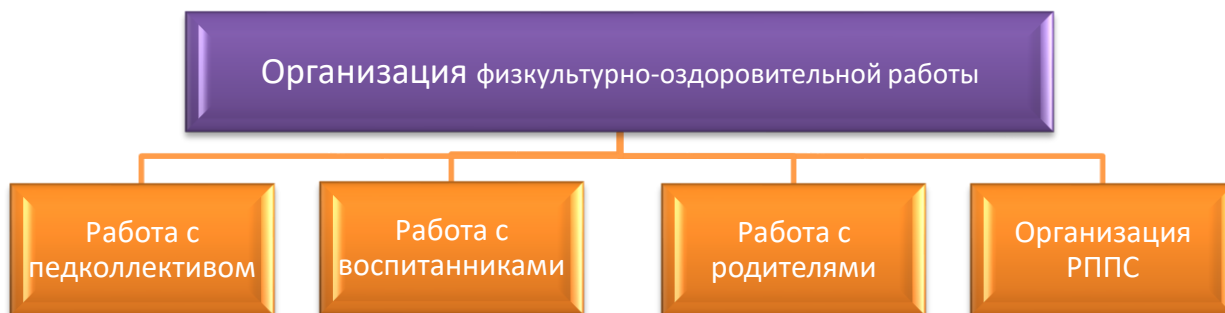 Организация физкультурно-оздоровительной работы
Работа с
педколлективом
Работа с
воспитанниками
Работа с
родителями
Организация
РППС